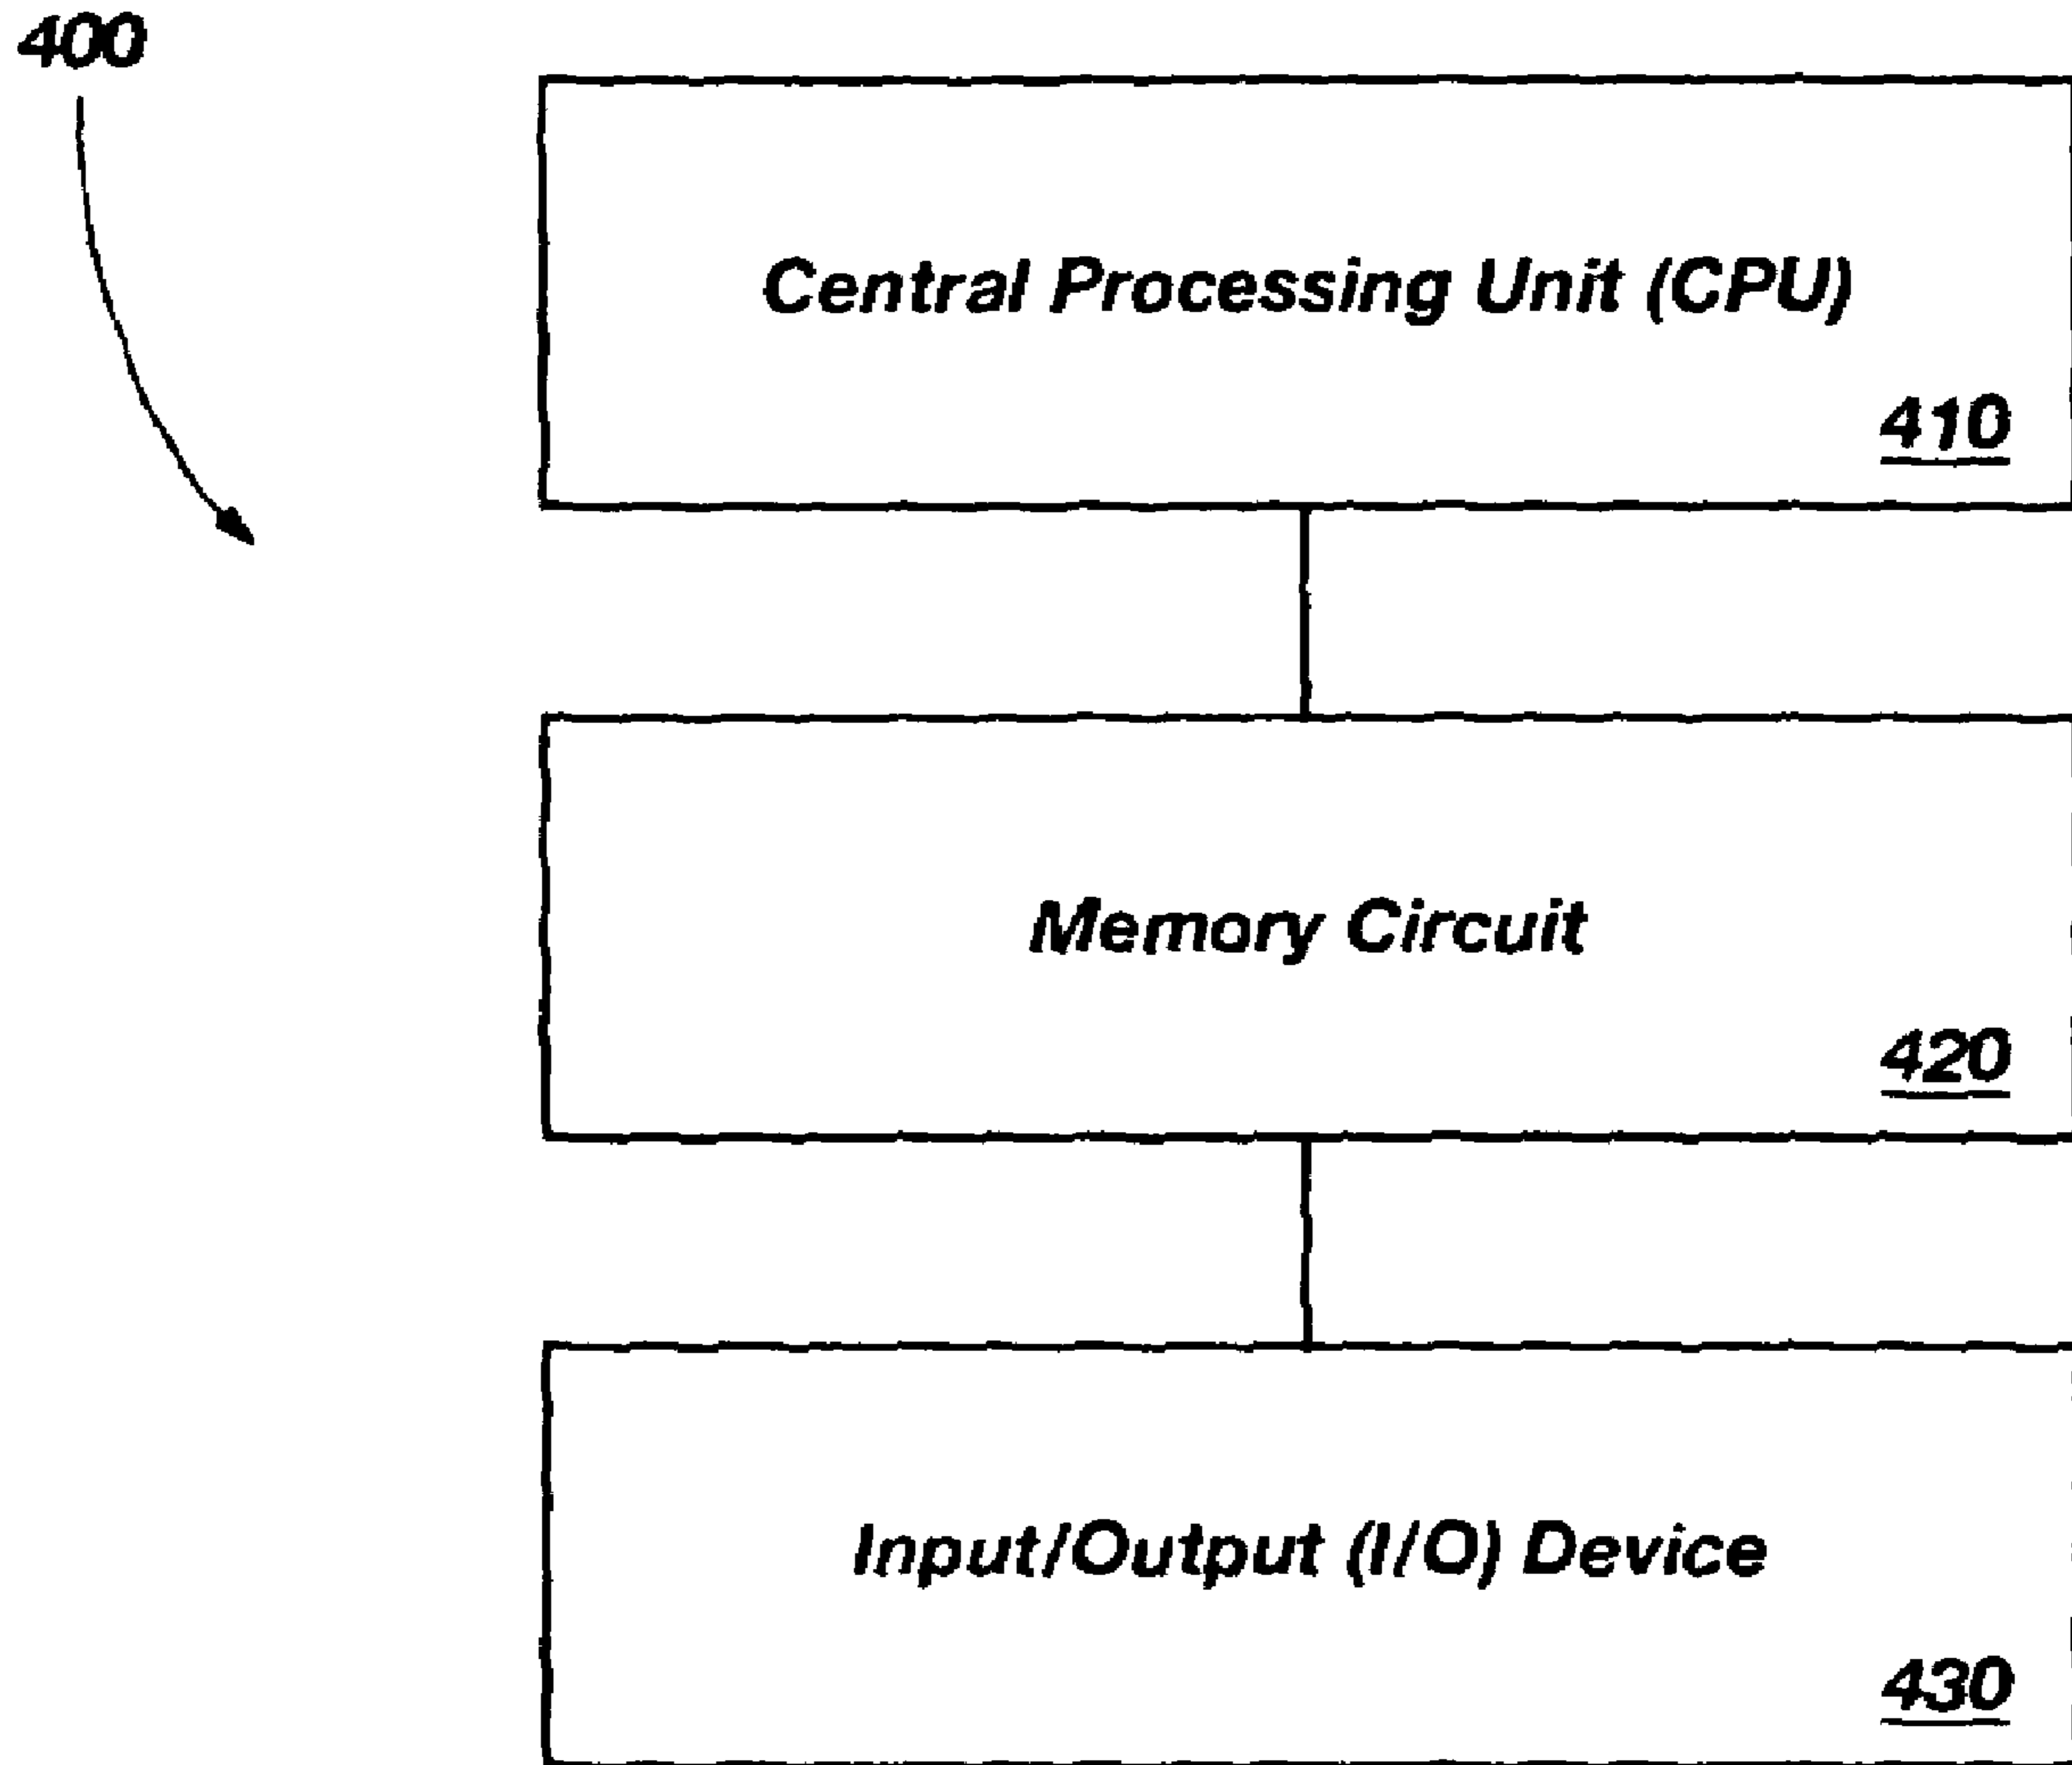 400
Central Processing Unit (CPU)
410
Memory Circuit
420
Input/Output (I/O) Device
430